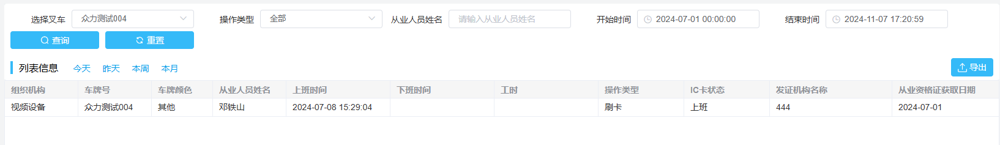 选择叉车 众力测试004 操作类型 全部 从业人员姓名 请输入从业人员姓名 开始时间 2024-07-01 00:00:00 结束时间 2024-11-07 17:20:59
查询 重置
列表信息 今天 昨天 本周 本月 导出
组织机构 车牌号 车牌颜色 从业人员姓名 上班时间 下班时间 工时 操作类型 IC卡状态 发证机构名称 从业资格证获取日期
视频设备 众力测试004 其他 邓铁山 2024-07-08 15:29:04 刷卡 上班 444 2024-07-01